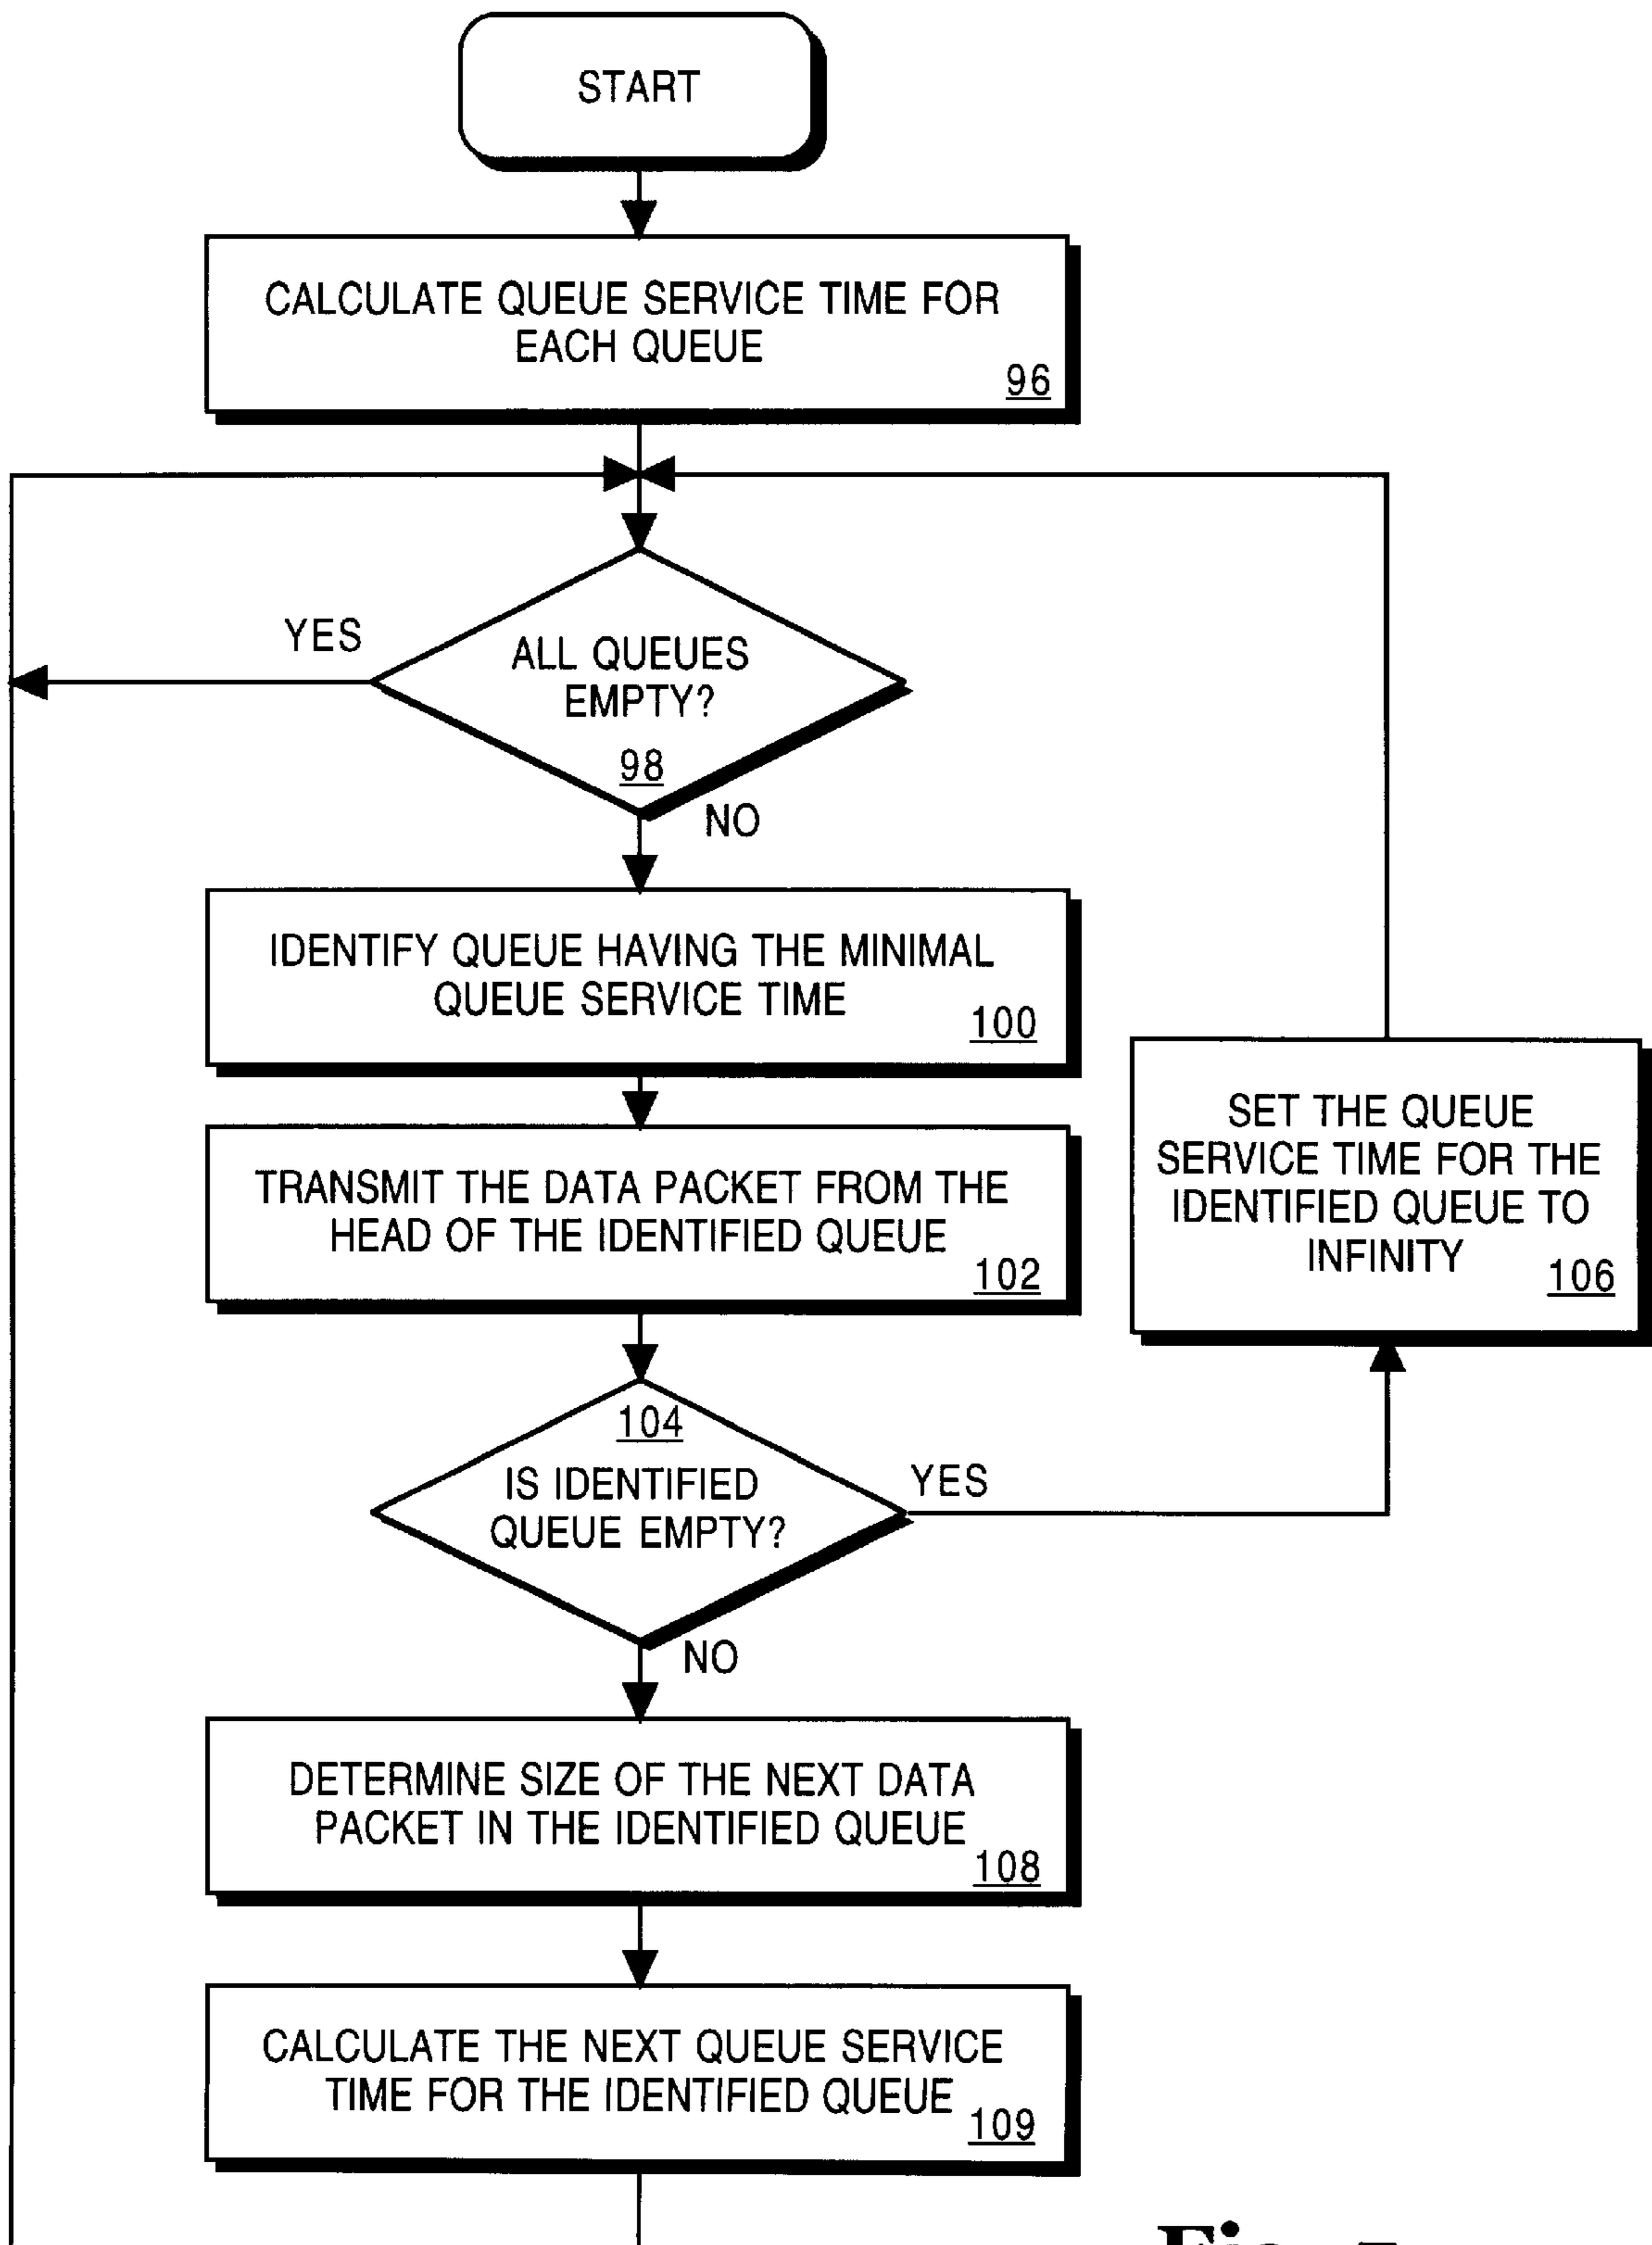 START
CALCULATE QUEUE SERVICE TIME FOR
EACH QUEUE
96
YES
ALL QUEUES
EMPTY?
98
NO
IDENTIFY QUEUE HAVING THE MINIMAL
QUEUE SERVICE TIME
100
TRANSMIT THE DATA PACKET FROM THE
HEAD OF THE IDENTIFIED QUEUE
102
SET THE QUEUE
SERVICE TIME FOR THE
IDENTIFIED QUEUE TO
INFINITY
106
104
IS IDENTIFIED
QUEUE EMPTY?
YES
NO
DETERMINE SIZE OF THE NEXT DATA
PACKET IN THE IDENTIFIED QUEUE
108
CALCULATE THE NEXT QUEUE SERVICE
TIME FOR THE IDENTIFIED QUEUE
109